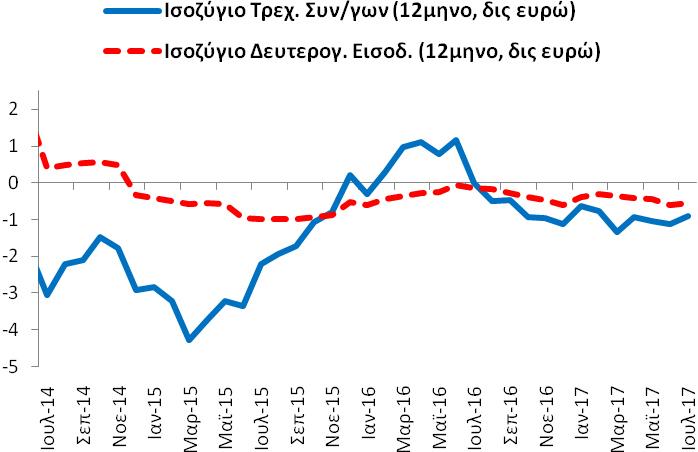 Ισοζύγιο Τρεχ. Συν/γων (12μηνο, δις ευρώ)
Ισοζύγιο Δευτερογ. Εισοδ. (12μηνο, δις ευρώ)
2
1
0
-1
-2
-3
-4
-5
Ιουλ-14
Σεπ-14
Νοε-14
Ιαν-15
Μαρ-15
Μαϊ-15
Ιουλ-15
Σεπ-15
Νοε-15
Ιαν-16
Μαρ-16
Μαϊ-16
Ιουλ-16
Σεπ-16
Νοε-16
Ιαν-17
Μαρ-17
Μαϊ-17
Ιουλ-17